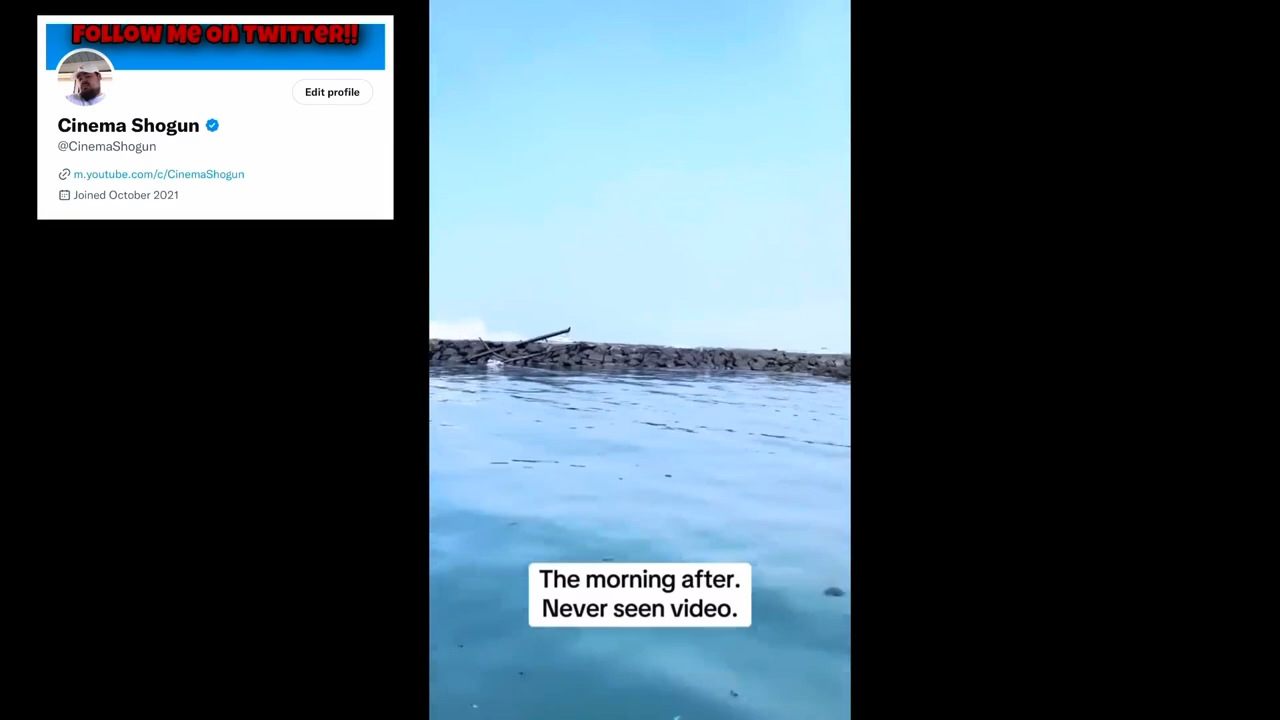 FOLLOW ME ON TWITTER!!
Edit profile
Cinema Shogun
@CinemaShogun
m.youtube.com/c/CinemaShogun
Joined October 2021
The morning after.
Never seen video.